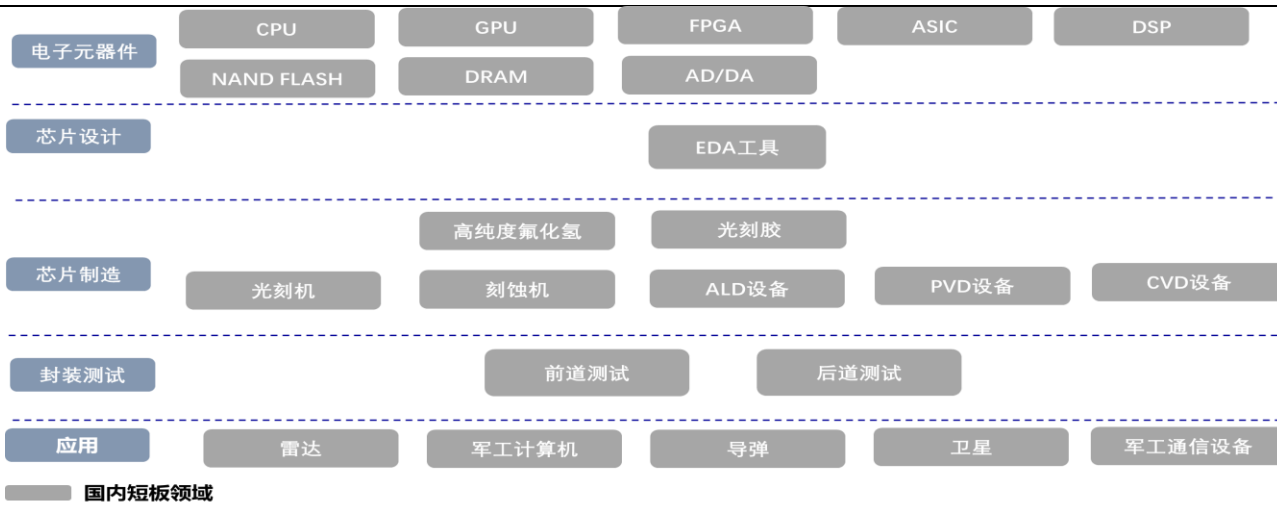 电子元器件
CPU
GPU
FPGA
ASIC
DSP
NAND FLASH
DRAM
AD/DA
芯片设计
EDA工具
芯片制造
高纯度氟化氢
光刻胶
光刻机
刻蚀机
ALD设备
PVD设备
CVD设备
封装测试
前道测试
后道测试
应用
雷达
军工计算机
导弹
卫星
军工通信设备
国内短板领域